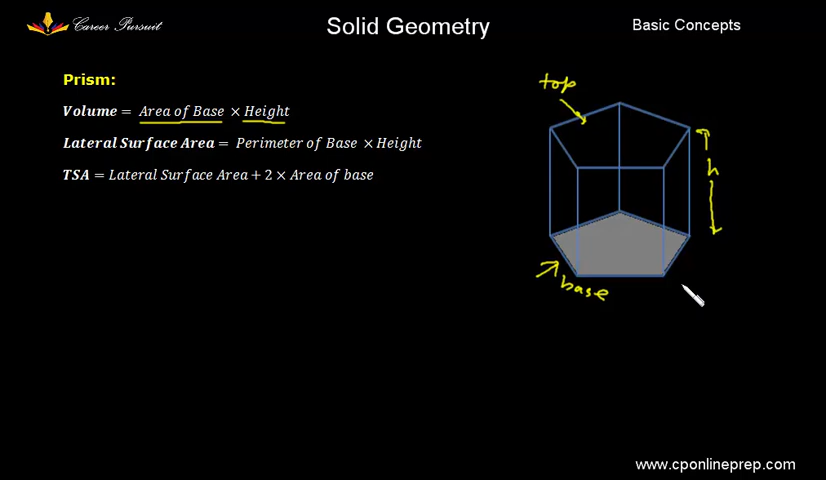 Career Pursuit
Solid Geometry
Basic Concepts
Prism:
Volume = Area of Base × Height
Lateral Surface Area = Perimeter of Base × Height
TSA = Lateral Surface Area + 2 × Area of base
top
h
base
www.cponlineprep.com